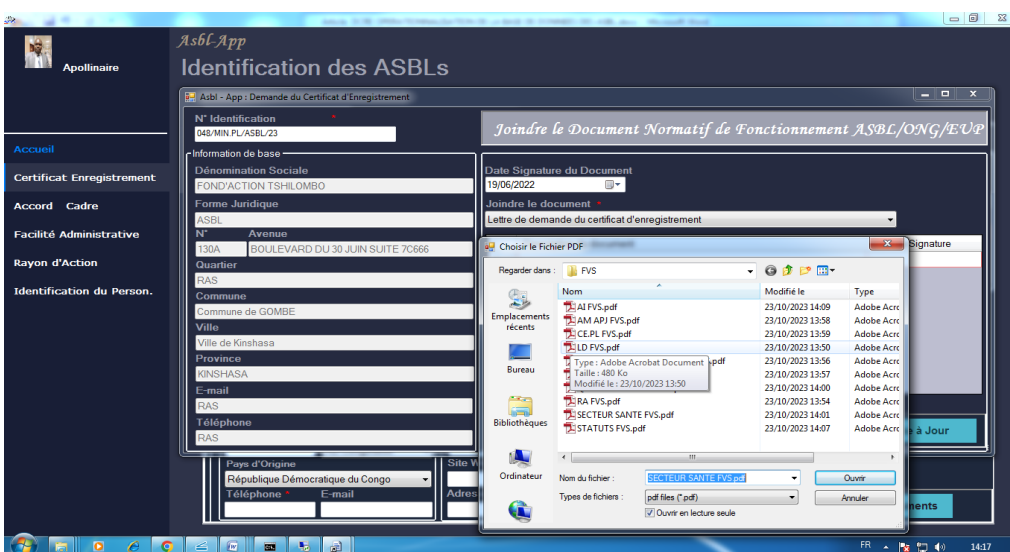 Asbl-App
Apollinaire
Identification des ASBLs
Asbl - App : Demande du Certificat d'Enregistrement
N° Identification *
048/MIN.PL/ASBL/23
Joindre le Document Normatif de Fonctionnement ASBL/ONG/EUP
Accueil
Certificat Enregistrement
Accord Cadre
Facilité Administrative
Rayon d'Action
Identification du Person.
Information de base
Dénomination Sociale
FOND'ACTION TSHILOMBO
Forme Juridique
ASBL
N° Avenue
130A BOULEVARD DU 30 JUIN SUITE 7C666
Quartier
RAS
Commune
Commune de GOMBE
Ville
Ville de Kinshasa
Province
KINSHASA
E-mail
RAS
Téléphone
RAS
Date Signature du Document
19/06/2022
Joindre le document *
Lettre de demande du certificat d'enregistrement
Signature
Choisir le Fichier PDF
Regarder dans : FVS
Emplacements récents
Bureau
Bibliothèques
Ordinateur
Nom Modifié le Type
AI FVS.pdf 23/10/2023 14:09 Adobe Acro
AM APJ FVS.pdf 23/10/2023 13:58 Adobe Acro
CE.PL FVS.pdf 23/10/2023 13:59 Adobe Acro
LD FVS.pdf 23/10/2023 13:50 Adobe Acro
.pdf 23/10/2023 13:56 Adobe Acro
23/10/2023 13:57 Adobe Acro
23/10/2023 14:00 Adobe Acro
RA FVS.pdf 23/10/2023 13:54 Adobe Acro
SECTEUR SANTE FVS.pdf 23/10/2023 14:01 Adobe Acro
STATUTS FVS.pdf 23/10/2023 14:07 Adobe Acro
Type : Adobe Acrobat Document
Taille : 480 Ko
Modifié le : 23/10/2023 13:50
Nom du fichier : SECTEUR SANTE FVS.pdf Ouvrir
Types de fichiers : pdf files (*.pdf) Annuler
Ouvrir en lecture seule
à Jour
Pays d'Origine Site W
République Démocratique du Congo
Téléphone * E-mail Adres
ments
FR 14:17